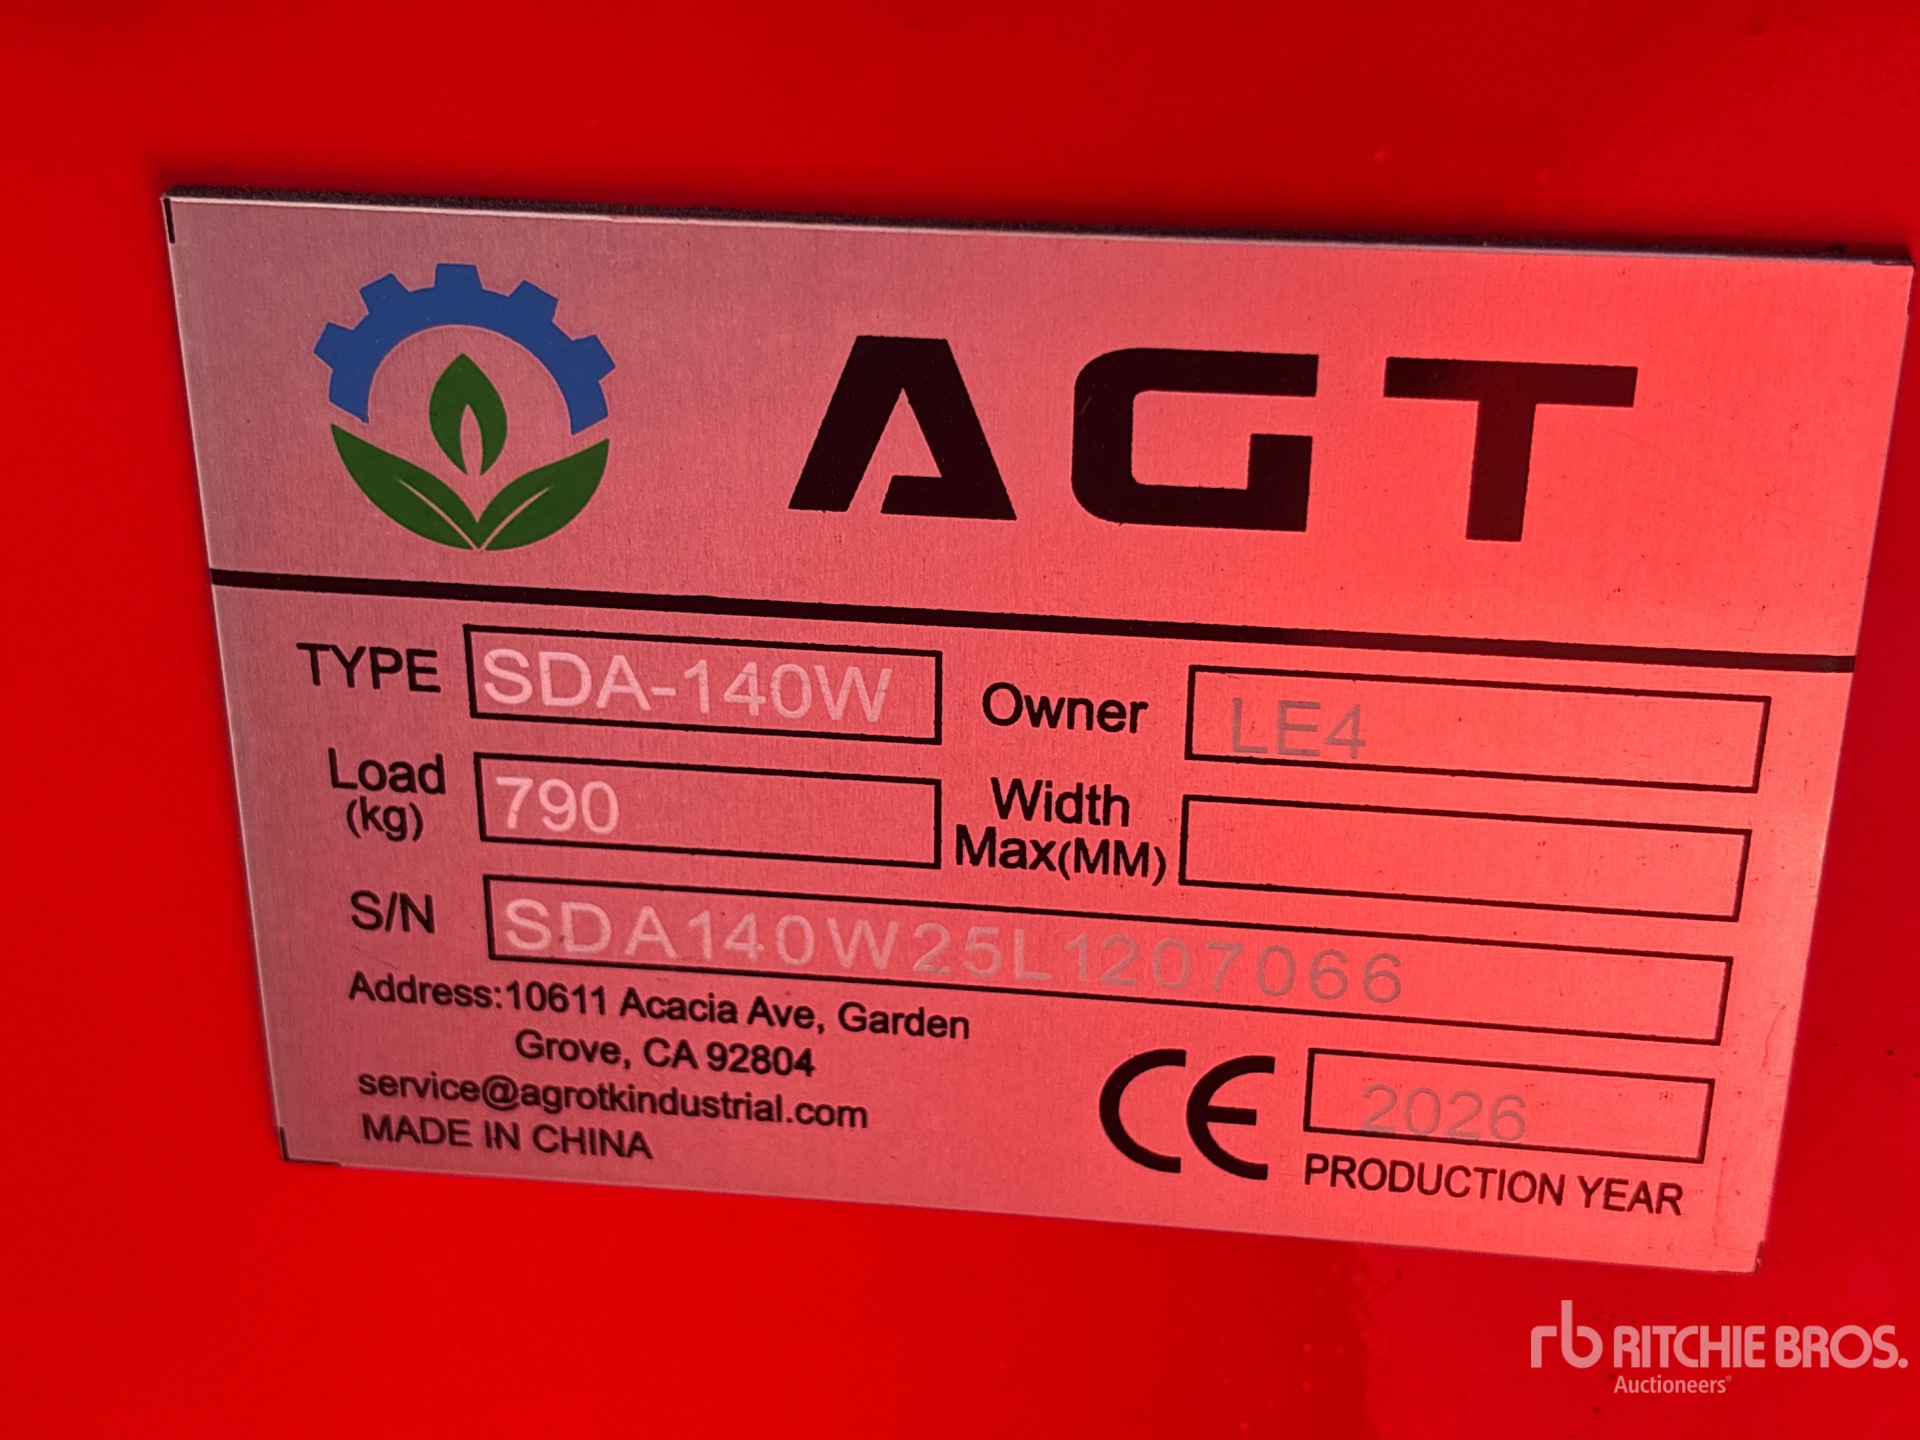 AGT
TYPE SDA-140W Owner LE4
Load (kg) 790 Width Max(MM)
S/N SDA140W25L1207066
Address:10611 Acacia Ave, Garden
Grove, CA 92804
service@agrotkindustrial.com
MADE IN CHINA
CE 2026
PRODUCTION YEAR
rb RITCHIE BROS.
Auctioneers®